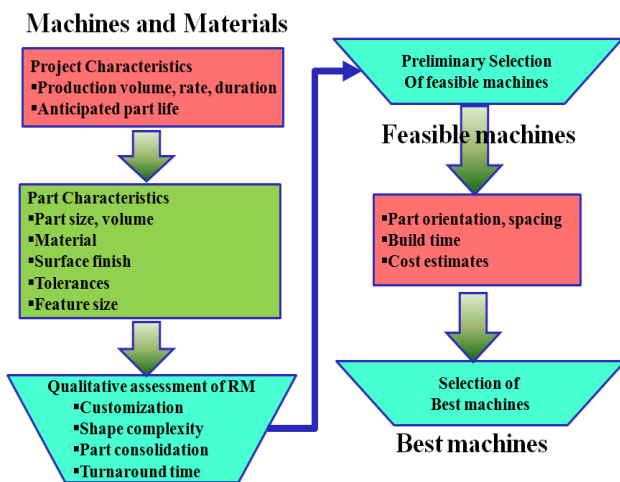 Machines and Materials
Project Characteristics
▪Production volume, rate, duration
▪Anticipated part life
Part Characteristics
▪Part size, volume
▪Material
▪Surface finish
▪Tolerances
▪Feature size
Qualitative assessment of RM
▪Customization
▪Shape complexity
▪Part consolidation
▪Turnaround time
Preliminary Selection
Of feasible machines
Feasible machines
▪Part orientation, spacing
▪Build time
▪Cost estimates
Selection of
Best machines
Best machines